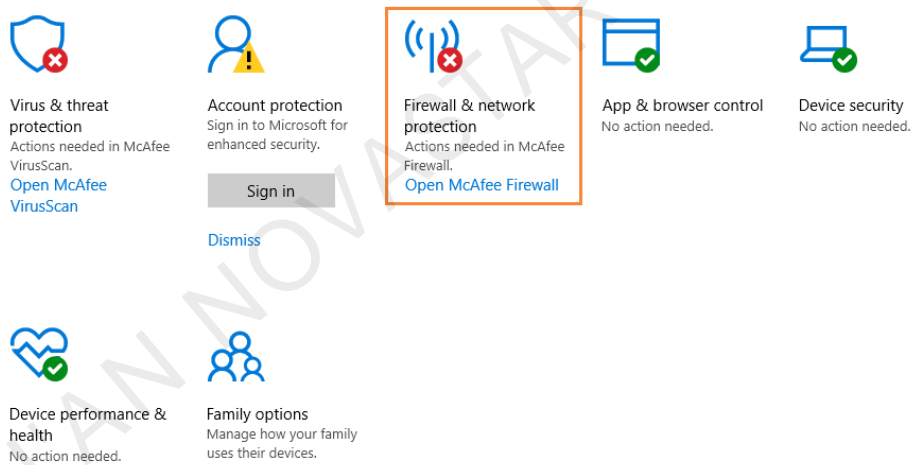 Virus & threat
protection
Actions needed in McAfee
VirusScan.
Open McAfee
VirusScan
Account protection
Sign in to Microsoft for
enhanced security.
Sign in
Dismiss
Firewall & network
protection
Actions needed in McAfee
Firewall.
Open McAfee Firewall
App & browser control
No action needed.
Device security
No action needed.
Device performance &
health
No action needed.
Family options
Manage how your family
uses their devices.
NOVASTAR